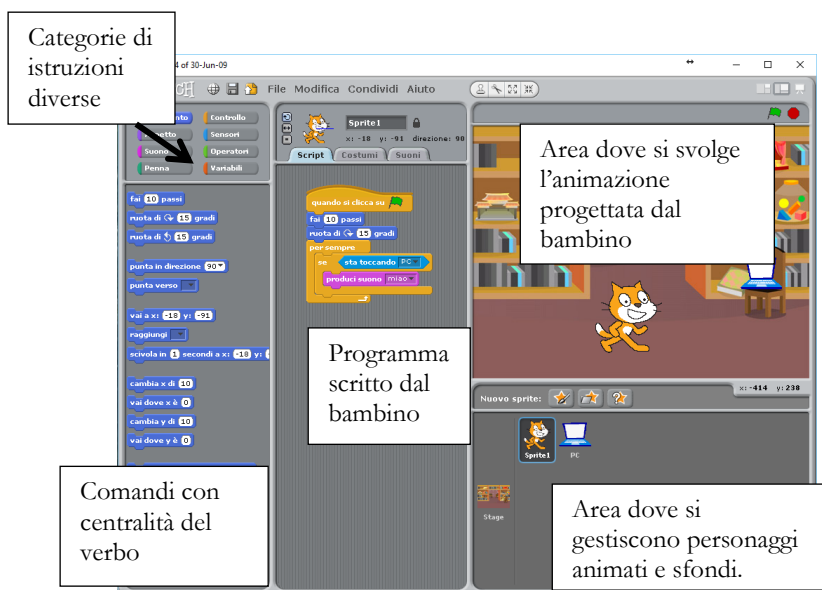 Categorie di
istruzioni
diverse
4 of 30-Jun-09
File Modifica Condividi Aiuto
Controllo
Sensori
Suono
Operatori
Penna
Variabili
Sprite1
x: -18 y: -91 direzione: 90
Script Costumi Suoni
fai 10 passi
ruota di 15 gradi
ruota di 15 gradi
punta in direzione 90
punta verso
vai a x: -18 y: -91
raggiungi
scivola in 1 secondi a x: -18 y:
cambia x di 10
vai dove x è 0
cambia y di 10
vai dove y è 0
quando si clicca su
fai 10 passi
ruota di 15 gradi
per sempre
se sta toccando PC
produci suono miao
Area dove si svolge
l'animazione
progettata dal
bambino
Programma
scritto dal
bambino
x: -414 y: 238
Nuovo sprite:
Sprite1
PC
Stage
Comandi con
centralità del
verbo
Area dove si
gestiscono personaggi
animati e sfondi.